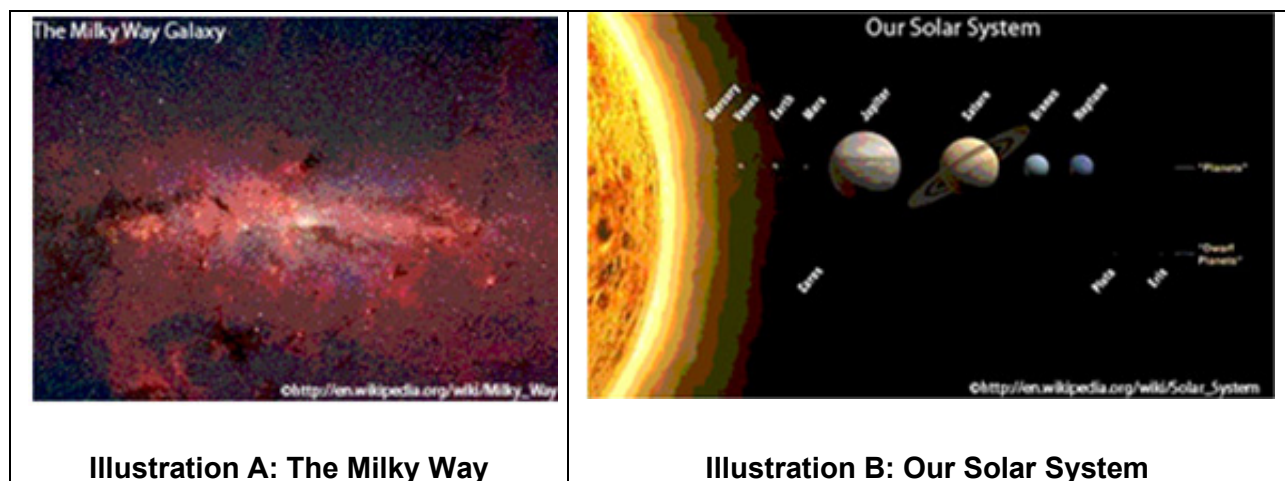 The Milky Way Galaxy
©http://en.wikipedia.org/wiki/Milky_Way
Illustration A: The Milky Way
Our Solar System
Mercury
Venus
Earth
Mars
Jupiter
Saturn
Uranus
Neptune
"Planets"
"Dwarf
Planets"
Ceres
Pluto
Eris
©http://en.wikipedia.org/wiki/Solar_System
Illustration B: Our Solar System